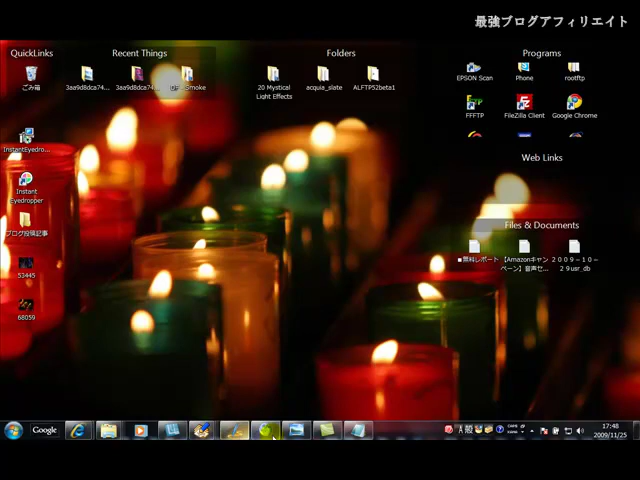 最強ブログアフィリエイト
QuickLinks
Recent Things
Folders
Programs
ごみ箱
3aa9d8dca74...
3aa9d8dca74...
Smoke
20 Mystical
Light Effects
acquia_slate
ALFTP52beta1
EPSON Scan
Phone
rootftp
FFFTP
FileZilla Client
Google Chrome
InstantEyedro...
Web Links
Instant
Eyedropper
ブログ投稿記事
Files & Documents
■無料レポート
【Amazonキャン
ペーン】音声セ...
２００９－１０－
２９usr_db
53445
68059
Google
17:48
2009/11/25